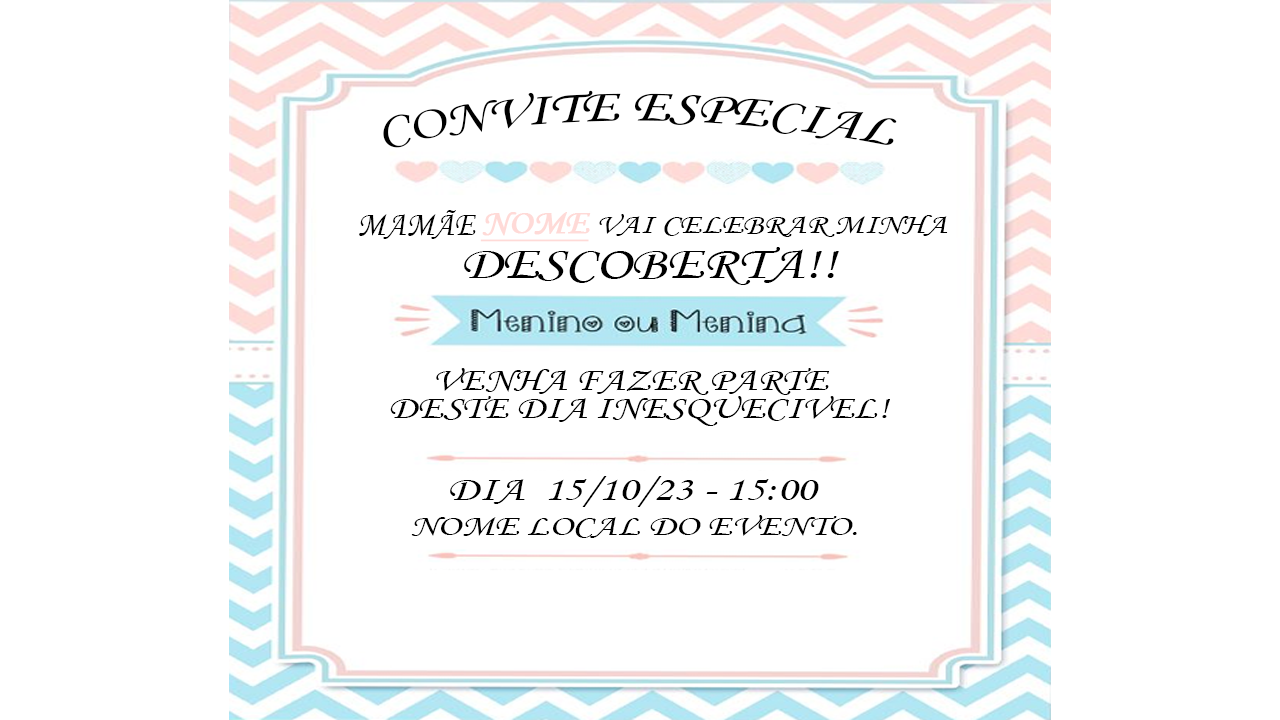 CONVITE ESPECIAL
MAMÃE NOME VAI CELEBRAR MINHA
DESCOBERTA!!
Menino ou Menina
VENHA FAZER PARTE
DESTE DIA INESQUECIVEL!
DIA 15/10/23 - 15:00
NOME LOCAL DO EVENTO.